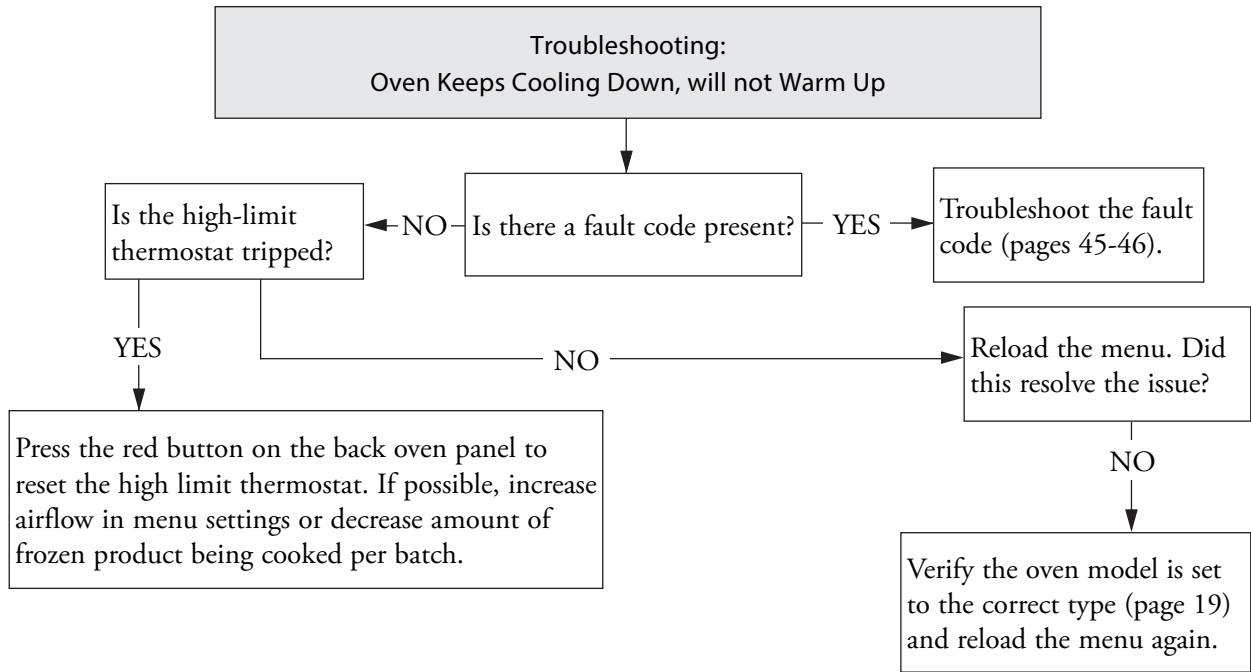 Troubleshooting:
Oven Keeps Cooling Down, will not Warm Up
Is the high-limit
thermostat tripped?
NO
Is there a fault code present?
YES
Troubleshoot the fault
code (pages 45-46).
YES
NO
Reload the menu. Did
this resolve the issue?
Press the red button on the back oven panel to
reset the high limit thermostat. If possible, increase
airflow in menu settings or decrease amount of
frozen product being cooked per batch.
NO
Verify the oven model is set
to the correct type (page 19)
and reload the menu again.